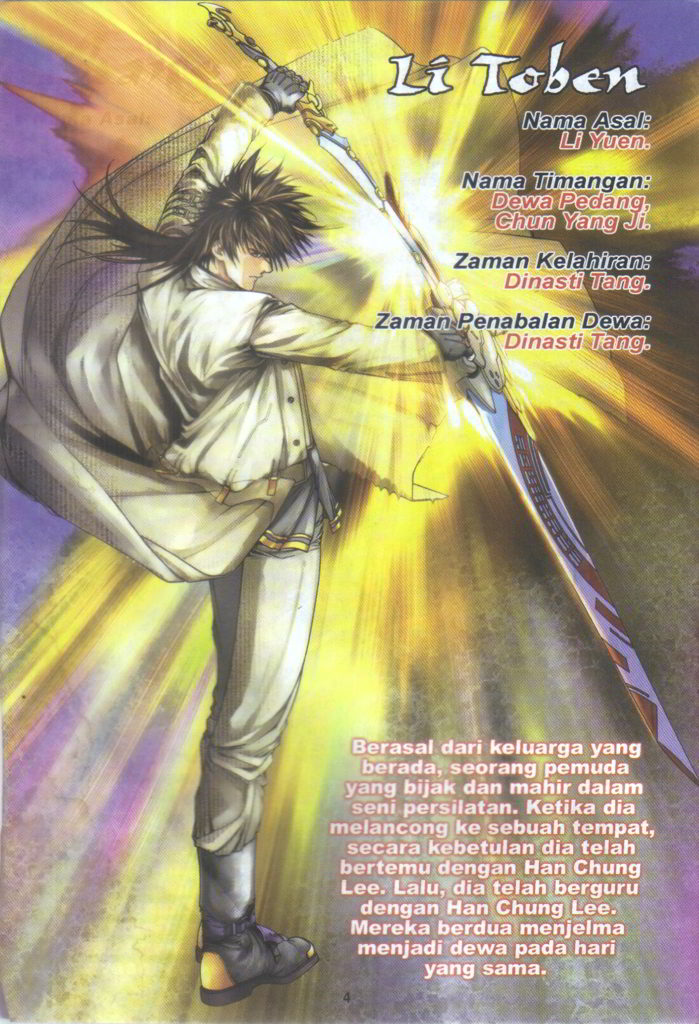 Li Toben
Nama Asal:
Li Yuen.
Nama Timangan:
Dewa Pedang,
Chun Yang Ji.
Zaman Kelahiran:
Dinasti Tang.
Zaman Penabalan Dewa:
Dinasti Tang.
Berasal dari keluarga yang
berada, seorang pemuda
yang bijak dan mahir dalam
seni persilatan. Ketika dia
melancong ke sebuah tempat,
secara kebetulan dia telah
bertemu dengan Han Chung
Lee. Lalu, dia telah berguru
dengan Han Chung Lee.
Mereka berdua menjelma
menjadi dewa pada hari
yang sama.
4